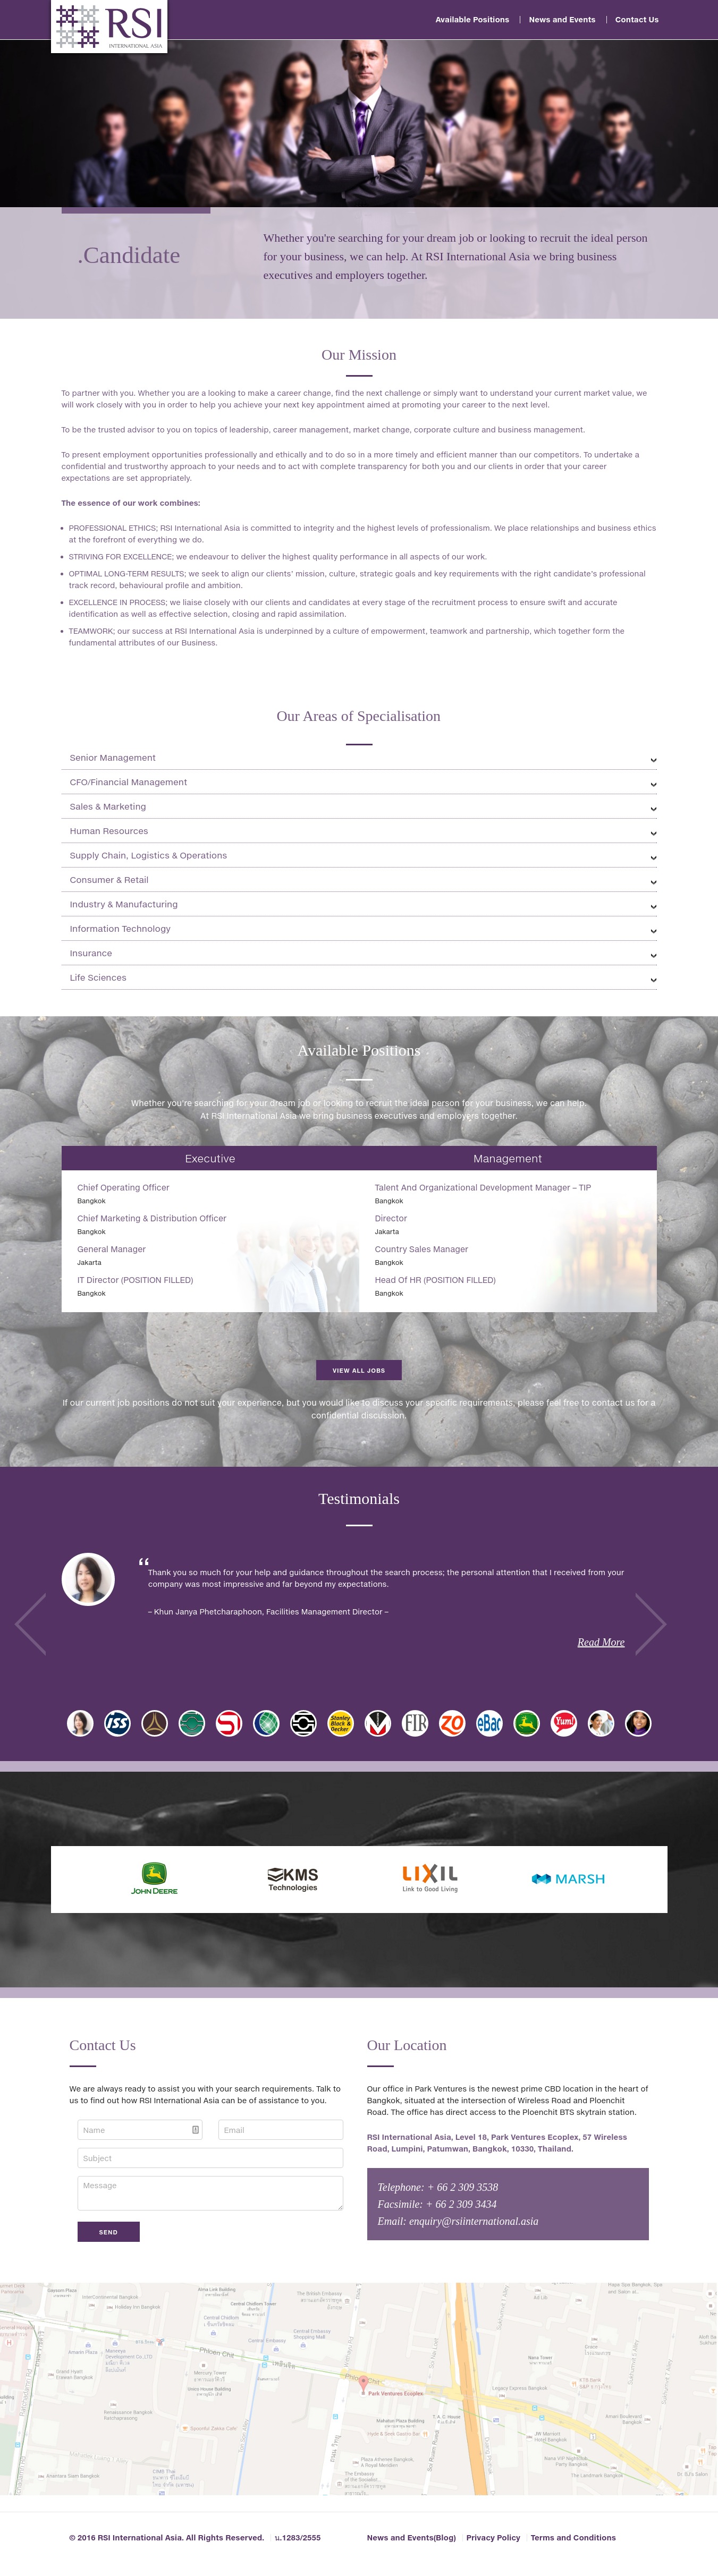 RSI
INTERNATIONAL ASIA
Available Positions
News and Events
Contact Us
.Candidate
Whether you're searching for your dream job or looking to recruit the ideal person
for your business, we can help. At RSI International Asia we bring business
executives and employers together.
Our Mission
To partner with you. Whether you are a looking to make a career change, find the next challenge or simply want to understand your current market value, we
will work closely with you in order to help you achieve your next key appointment aimed at promoting your career to the next level.
To be the trusted advisor to you on topics of leadership, career management, market change, corporate culture and business management.
To present employment opportunities professionally and ethically and to do so in a more timely and efficient manner than our competitors. To undertake a
confidential and trustworthy approach to your needs and to act with complete transparency for both you and our clients in order that your career
expectations are set appropriately.
The essence of our work combines:
PROFESSIONAL ETHICS; RSI International Asia is committed to integrity and the highest levels of professionalism. We place relationships and business ethics
at the forefront of everything we do.
STRIVING FOR EXCELLENCE; we endeavour to deliver the highest quality performance in all aspects of our work.
OPTIMAL LONG-TERM RESULTS; we seek to align our clients' mission, culture, strategic goals and key requirements with the right candidate's professional
track record, behavioural profile and ambition.
EXCELLENCE IN PROCESS; we liaise closely with our clients and candidates at every stage of the recruitment process to ensure swift and accurate
identification as well as effective selection, closing and rapid assimilation.
TEAMWORK; our success at RSI International Asia is underpinned by a culture of empowerment, teamwork and partnership, which together form the
fundamental attributes of our Business.
Our Areas of Specialisation
Senior Management
CFO/Financial Management
Sales & Marketing
Human Resources
Supply Chain, Logistics & Operations
Consumer & Retail
Industry & Manufacturing
Information Technology
Insurance
Life Sciences
Available Positions
Whether you're searching for your dream job or looking to recruit the ideal person for your business, we can help.
At RSI International Asia we bring business executives and employers together.
Executive
Chief Operating Officer
Bangkok
Chief Marketing & Distribution Officer
Bangkok
General Manager
Jakarta
IT Director (POSITION FILLED)
Bangkok
Management
Talent And Organizational Development Manager – TIP
Bangkok
Director
Jakarta
Country Sales Manager
Bangkok
Head Of HR (POSITION FILLED)
Bangkok
VIEW ALL JOBS
If our current job positions do not suit your experience, but you would like to discuss your specific requirements, please feel free to contact us for a
confidential discussion.
Testimonials
“
Thank you so much for your help and guidance throughout the search process; the personal attention that I received from your
company was most impressive and far beyond my expectations.
– Khun Janya Phetcharaphoon, Facilities Management Director –
Read More
ISS
Stanley
Black &
Decker
FIR
ZO
eBac
Yum!
JOHN DEERE
KMS
Technologies
LIXIL
Link to Good Living
MARSH
Contact Us
We are always ready to assist you with your search requirements. Talk to
us to find out how RSI International Asia can be of assistance to you.
Name
Email
Subject
Message
SEND
Our Location
Our office in Park Ventures is the newest prime CBD location in the heart of
Bangkok, situated at the intersection of Wireless Road and Ploenchit
Road. The office has direct access to the Ploenchit BTS skytrain station.
RSI International Asia, Level 18, Park Ventures Ecoplex, 57 Wireless
Road, Lumpini, Patumwan, Bangkok, 10330, Thailand.
Telephone: + 66 2 309 3538
Facsimile: + 66 2 309 3434
Email: enquiry@rsiinternational.asia
InterContinental Bangkok
Holiday Inn Bangkok
Central Chidlom
Central Embassy
Mercury Tower
Park Ventures Ecoplex
Nana Tower
Legacy Express Bangkok
JW Marriott
Hotel Bangkok
The Landmark Bangkok
© 2016 RSI International Asia. All Rights Reserved.
น.1283/2555
News and Events(Blog)
Privacy Policy
Terms and Conditions